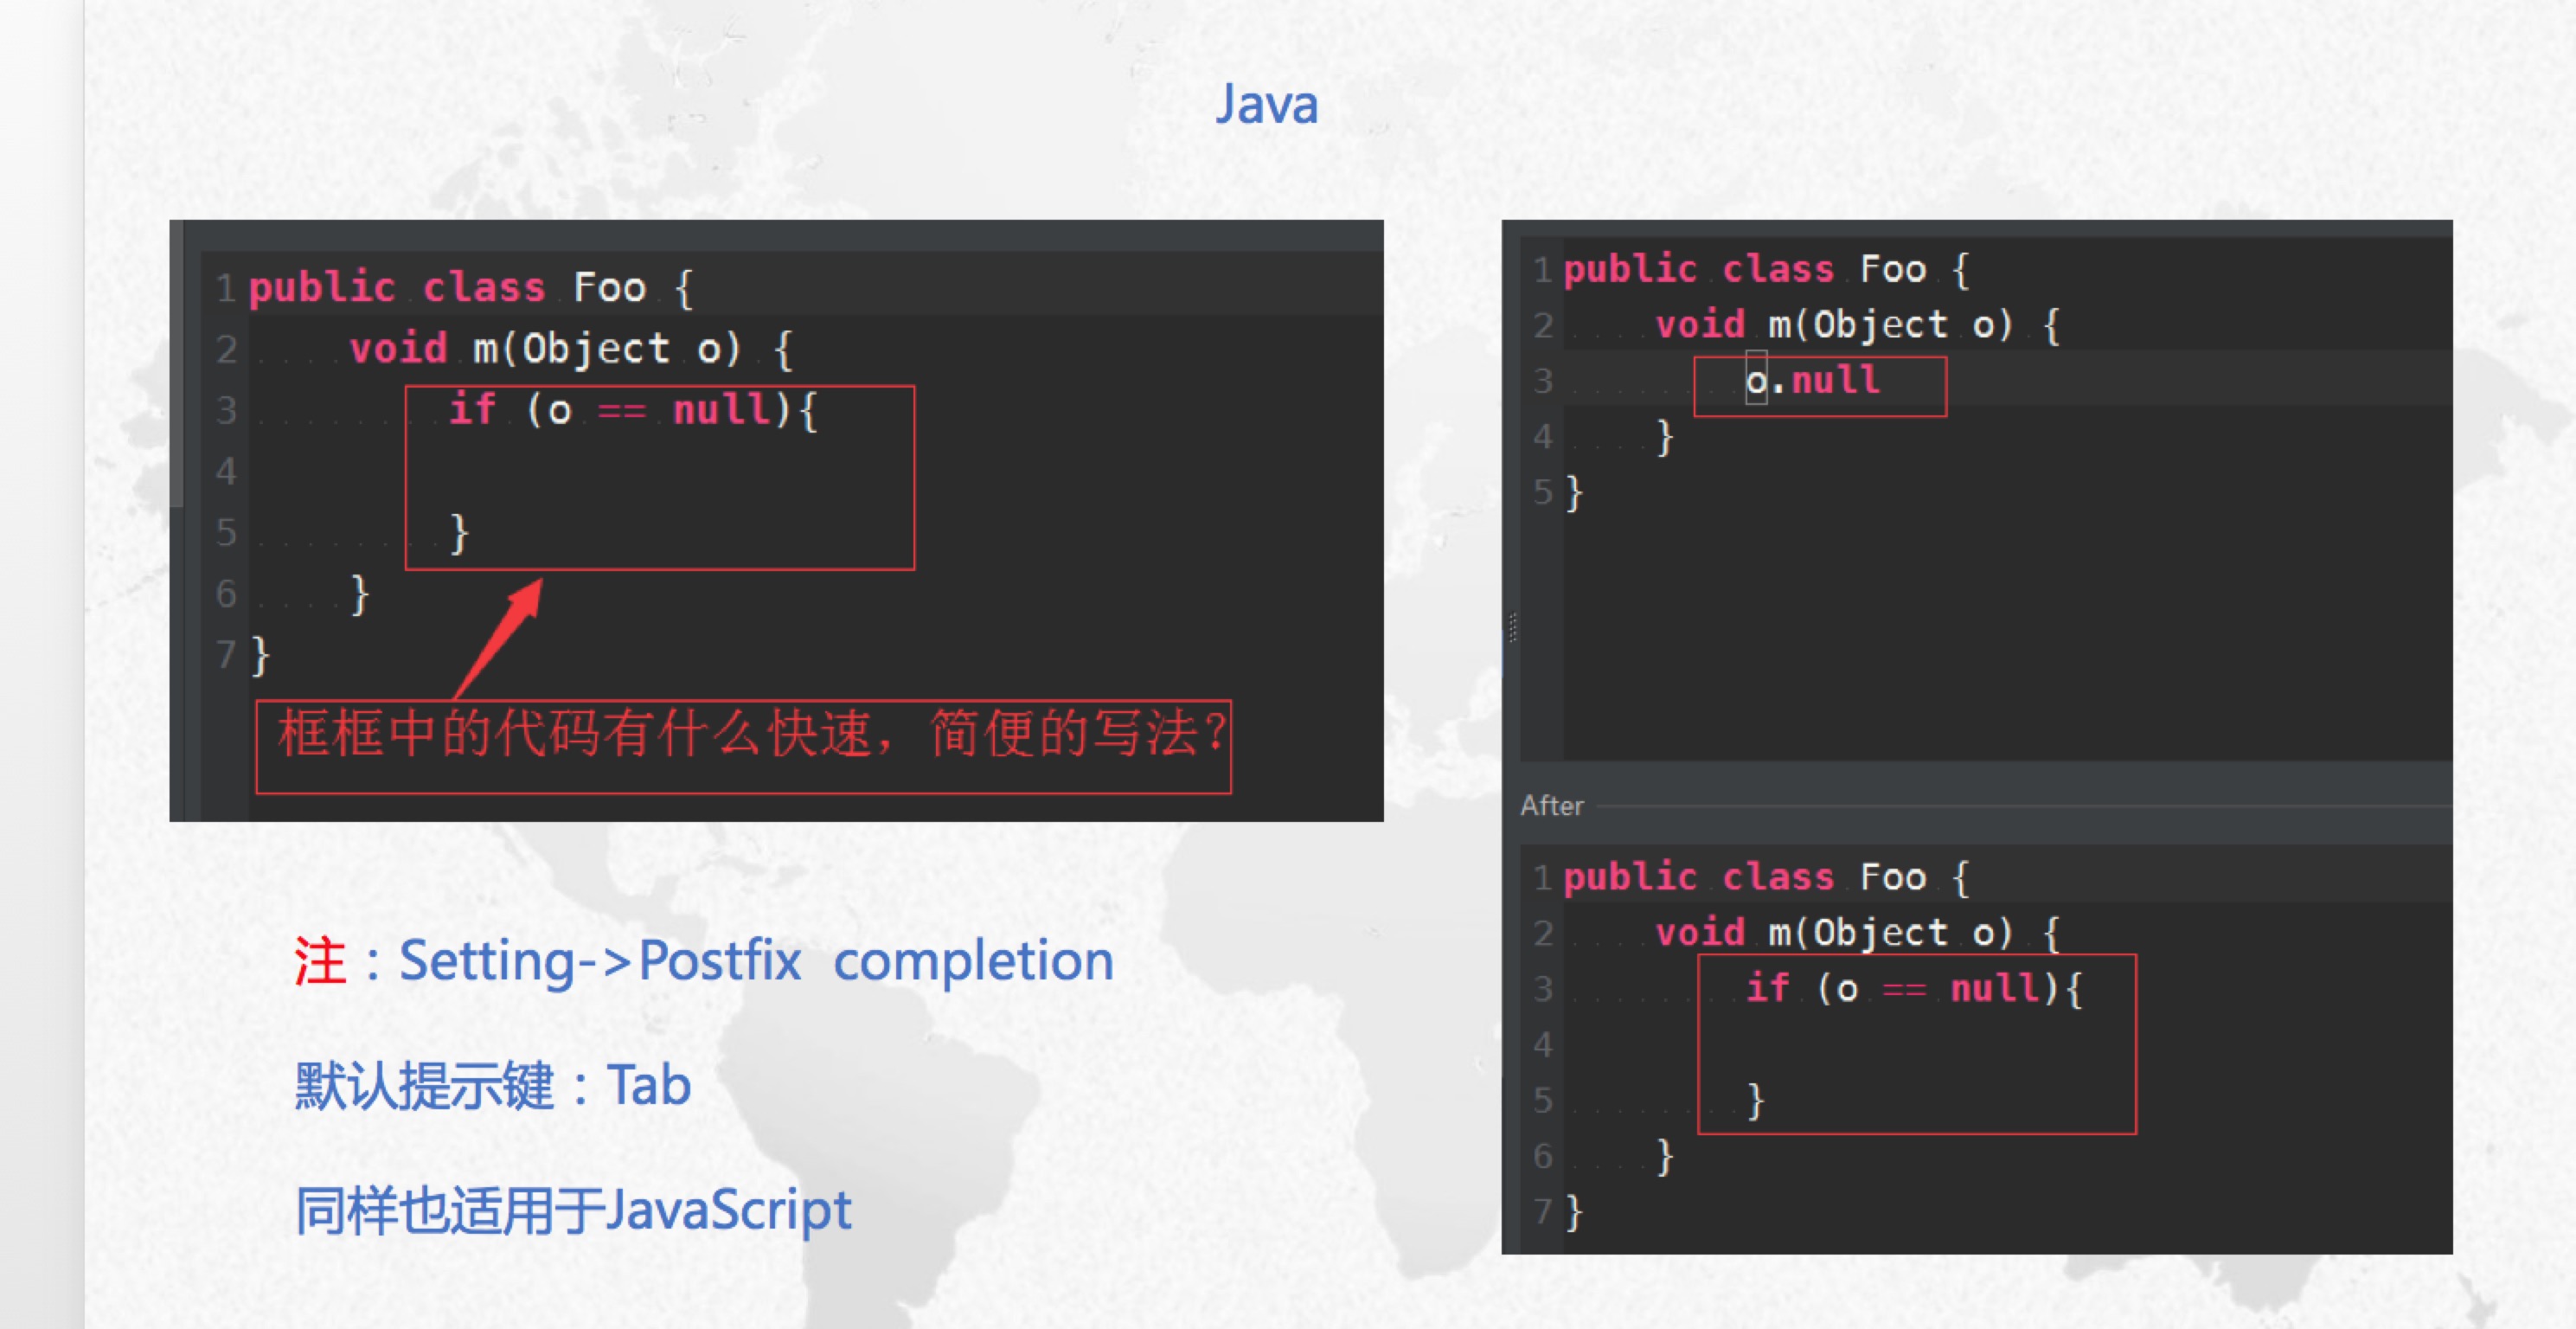 Java
1 public class Foo {
2 void m(Object o) {
3 if (o == null){
4
5 }
6 }
7 }
框框中的代码有什么快速，简便的写法？
注：Setting->Postfix completion
默认提示键：Tab
同样也适用于JavaScript
1 public class Foo {
2 void m(Object o) {
3 o.null
4 }
5 }
After
1 public class Foo {
2 void m(Object o) {
3 if (o == null){
4
5 }
6 }
7 }